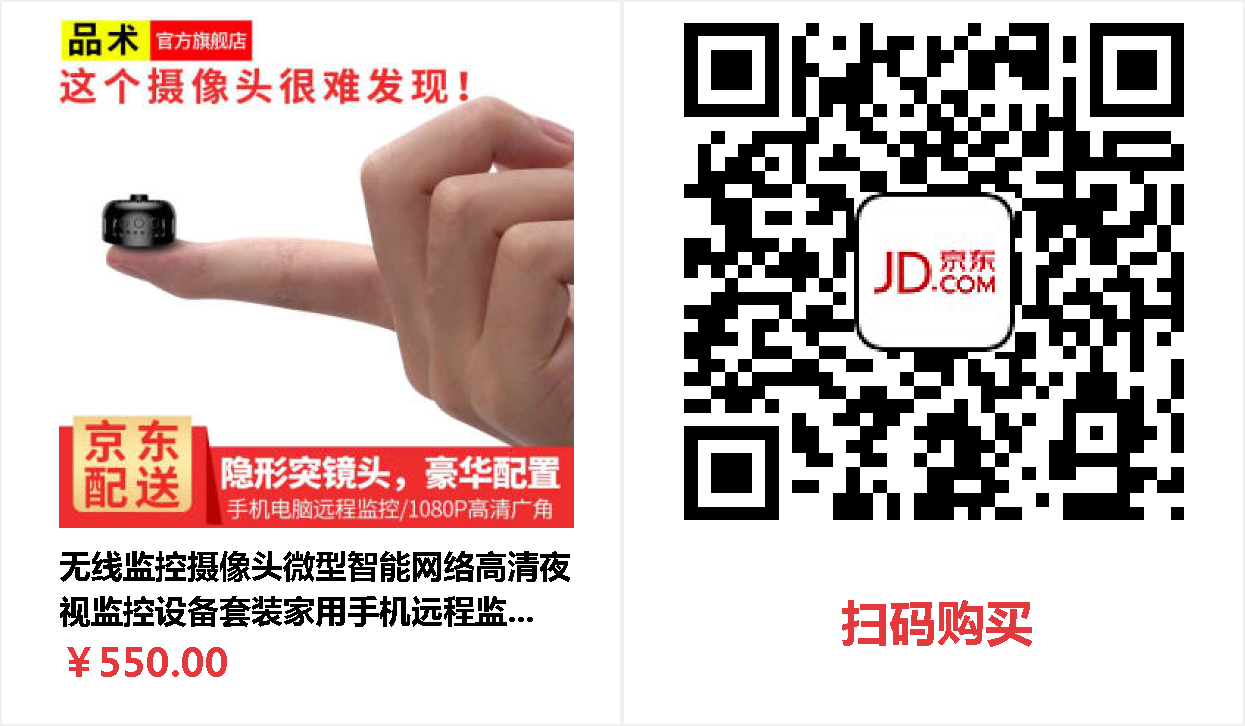 品术 官方旗舰店
这个摄像头很难发现！
京东
配送
隐形突镜头，豪华配置
手机电脑远程监控/1080P高清广角
无线监控摄像头微型智能网络高清夜
视监控设备套装家用手机远程监...
￥550.00
JD.京东
.COM
扫码购买